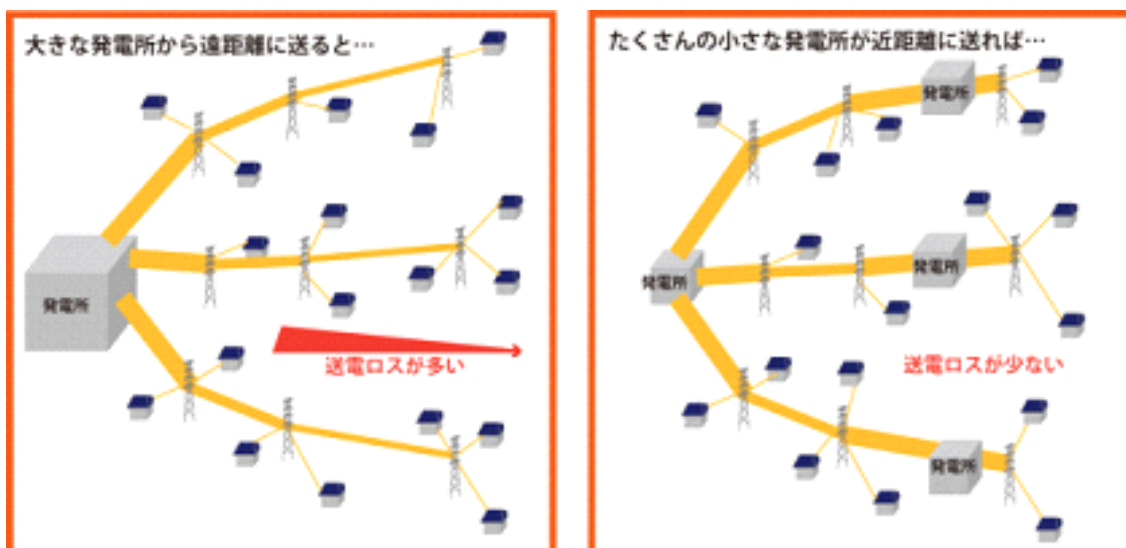 大きな発電所から遠距離に送ると…
発電所
送電ロスが多い
たくさんの小さな発電所が近距離に送れば…
発電所
発電所
発電所
送電ロスが少ない
発電所